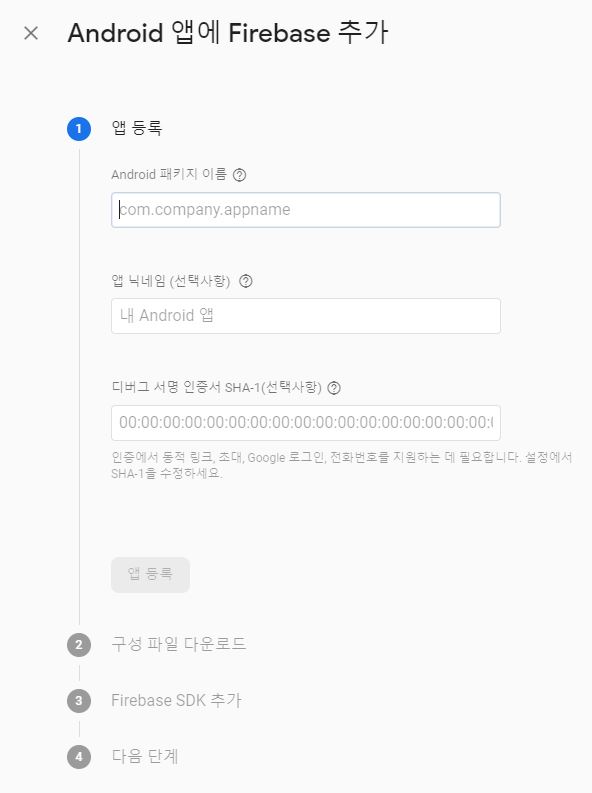 Android 앱에 Firebase 추가
1 앱 등록
Android 패키지 이름
com.company.appname
앱 닉네임 (선택사항)
내 Android 앱
디버그 서명 인증서 SHA-1(선택사항)
00:00:00:00:00:00:00:00:00:00:00:00:00:00:00:00:00:
인증에서 동적 링크, 초대, Google 로그인, 전화번호를 지원하는 데 필요합니다. 설정에서
SHA-1을 수정하세요.
앱 등록
2 구성 파일 다운로드
3 Firebase SDK 추가
4 다음 단계